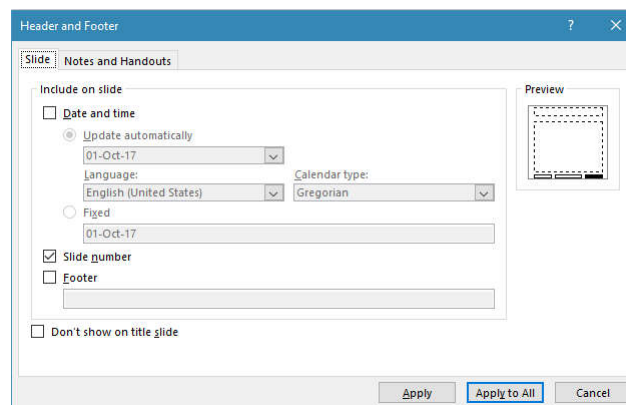 Header and Footer
Slide
Notes and Handouts
Include on slide
Preview
Date and time
Update automatically
01-Oct-17
Language:
Calendar type:
English (United States)
Gregorian
Fixed
01-Oct-17
Slide number
Footer
Don't show on title slide
Apply
Apply to All
Cancel